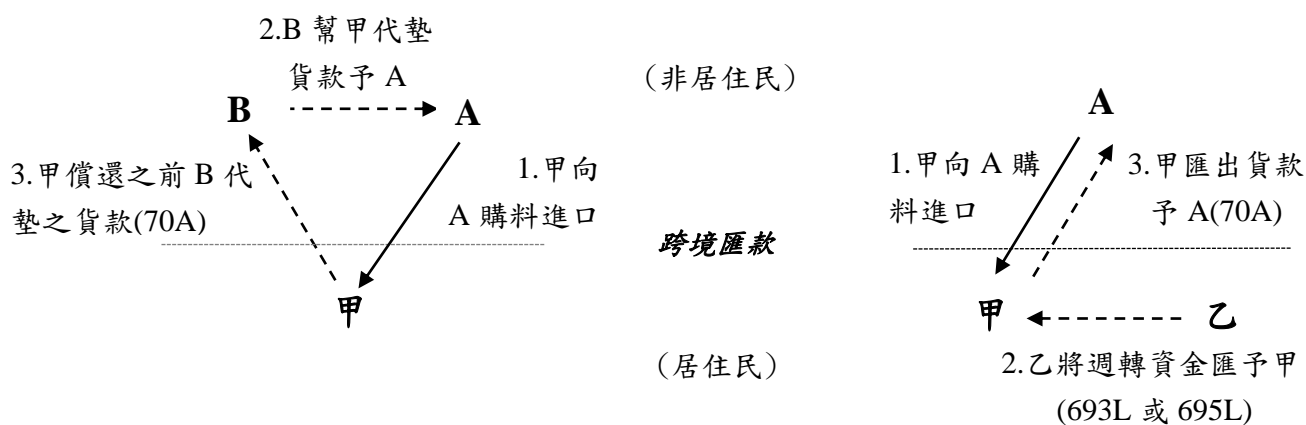 2.B 幫甲代墊
貨款予 A
B
A
3.甲償還之前 B 代
墊之貨款(70A)
1.甲向
A 購料進口
甲
（非居住民）
跨境匯款
（居住民）
A
1.甲向 A 購
料進口
3.甲匯出貨款
予 A(70A)
甲
乙
2.乙將週轉資金匯予甲
(693L 或 695L)